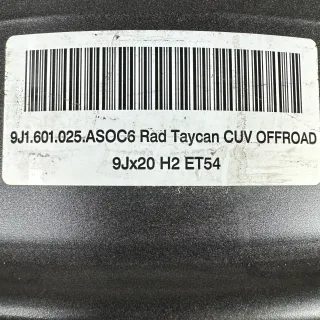 9J1.601.025.ASOC6 Rad Taycan CUV OFFROAD
9Jx20 H2 ET54